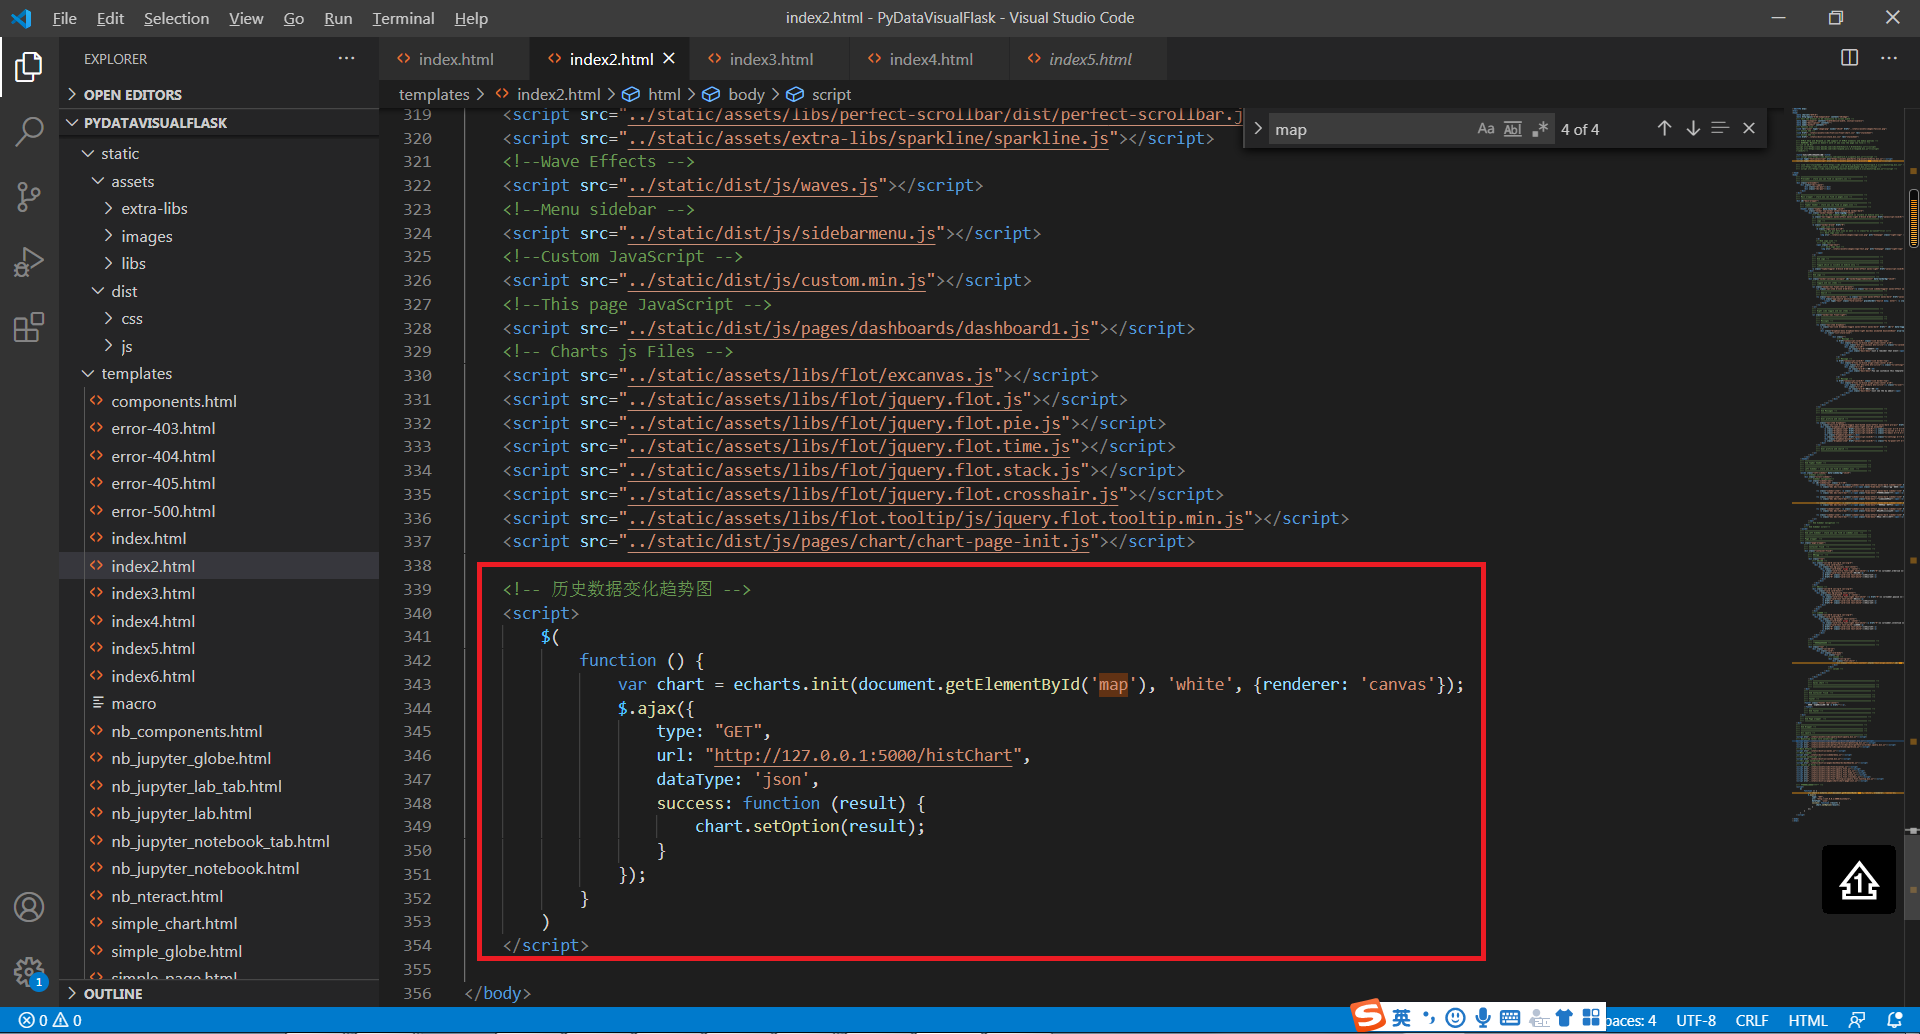 File Edit Selection View Go Run Terminal Help
index2.html - PyDataVisualFlask - Visual Studio Code
EXPLORER
OPEN EDITORS
PYDATAVISUALFLASK
static
assets
extra-libs
images
libs
dist
css
js
templates
components.html
error-403.html
error-404.html
error-405.html
error-500.html
index.html
index2.html
index3.html
index4.html
index5.html
index6.html
macro
nb_components.html
nb_jupyter_globe.html
nb_jupyter_lab_tab.html
nb_jupyter_lab.html
nb_jupyter_notebook_tab.html
nb_jupyter_notebook.html
nb_nteract.html
simple_chart.html
simple_globe.html
simple_page.html
OUTLINE
index.html index2.html index3.html index4.html index5.html
templates > index2.html > html > body > script
map Aa Abl .* 4 of 4
319 <script src="../static/assets/libs/perfect-scrollbar/dist/perfect-scrollbar.j
320 <script src="../static/assets/extra-libs/sparkline/sparkline.js"></script>
321 <!--Wave Effects -->
322 <script src="../static/dist/js/waves.js"></script>
323 <!--Menu sidebar -->
324 <script src="../static/dist/js/sidebarmenu.js"></script>
325 <!--Custom JavaScript -->
326 <script src="../static/dist/js/custom.min.js"></script>
327 <!--This page JavaScript -->
328 <script src="../static/dist/js/pages/dashboards/dashboard1.js"></script>
329 <!-- Charts js Files -->
330 <script src="../static/assets/libs/flot/excanvas.js"></script>
331 <script src="../static/assets/libs/flot/jquery.flot.js"></script>
332 <script src="../static/assets/libs/flot/jquery.flot.pie.js"></script>
333 <script src="../static/assets/libs/flot/jquery.flot.time.js"></script>
334 <script src="../static/assets/libs/flot/jquery.flot.stack.js"></script>
335 <script src="../static/assets/libs/flot/jquery.flot.crosshair.js"></script>
336 <script src="../static/assets/libs/flot.tooltip/js/jquery.flot.tooltip.min.js"></script>
337 <script src="../static/dist/js/pages/chart/chart-page-init.js"></script>
338
339 <!-- 历史数据变化趋势图 -->
340 <script>
341 $(
342 function () {
343 var chart = echarts.init(document.getElementById('map'), 'white', {renderer: 'canvas'});
344 $.ajax({
345 type: "GET",
346 url: "http://127.0.0.1:5000/histChart",
347 dataType: 'json',
348 success: function (result) {
349 chart.setOption(result);
350 }
351 });
352 }
353 )
354 </script>
355
356 </body>
1
1
0 0
英
paces: 4 UTF-8 CRLF HTML